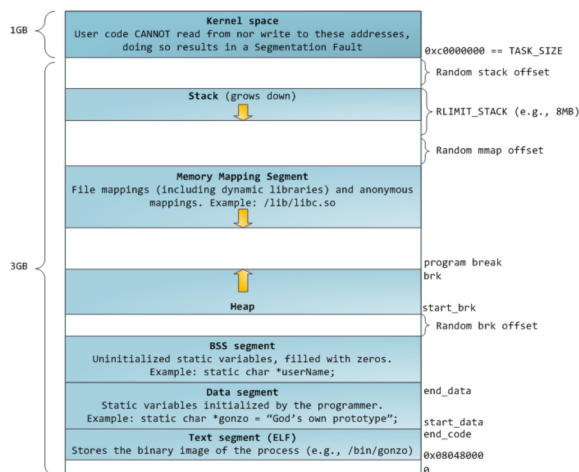 1GB
Kernel space
User code CANNOT read from nor write to these addresses,
doing so results in a Segmentation Fault
0xc0000000 == TASK_SIZE
Random stack offset
Stack (grows down)
RLIMIT_STACK (e.g., 8MB)
Random mmap offset
Memory Mapping Segment
File mappings (including dynamic libraries) and anonymous
mappings. Example: /lib/libc.so
3GB
program break
brk
Heap
start_brk
Random brk offset
BSS segment
Uninitialized static variables, filled with zeros.
Example: static char *userName;
Data segment
Static variables initialized by the programmer.
Example: static char *gonzo = “God’s own prototype”;
end_data
start_data
end_code
Text segment (ELF)
Stores the binary image of the process (e.g., /bin/gonzo)
0x08048000
0